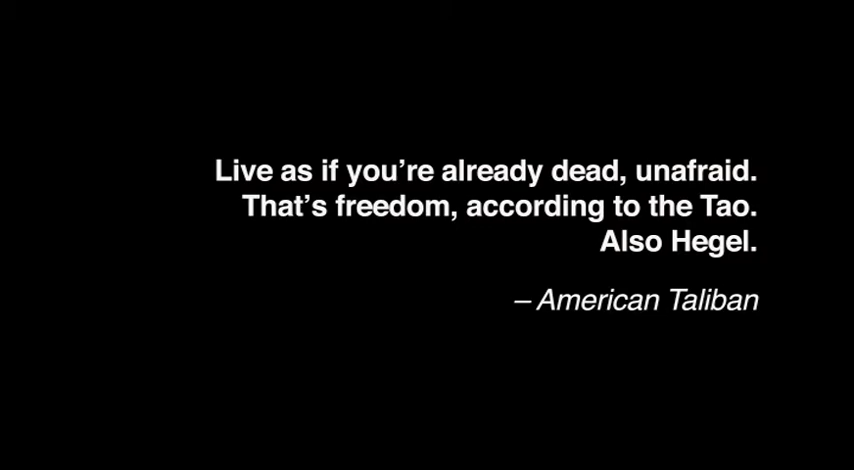 Live as if you’re already dead, unafraid.
That’s freedom, according to the Tao.
Also Hegel.
– American Taliban